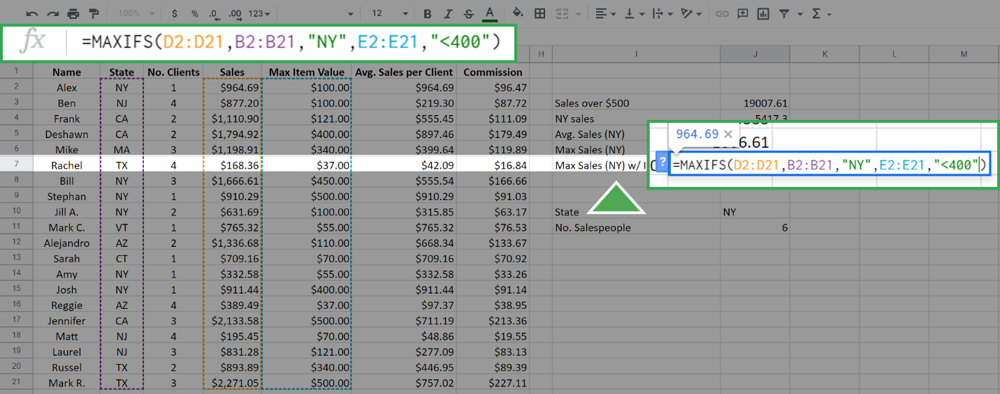 100% $ % .0 .00 123 12 B I S A
fx =MAXIFS(D2:D21,B2:B21,"NY",E2:E21,"<400")
H I J K L M
1 Name State No. Clients Sales Max Item Value Avg. Sales per Client Commission
2 Alex NY 1 $964.69 $100.00 $964.69 $96.47
3 Ben NJ 4 $877.20 $100.00 $219.30 $87.72 Sales over $500 19007.61
4 Frank CA 2 $1,110.90 $121.00 $555.45 $111.09 NY sales 5417.3
5 Deshawn CA 2 $1,794.92 $400.00 $897.46 $179.49 Avg. Sales (NY)
964.69 ×
6 Mike MA 3 $1,198.91 $340.00 $399.64 $119.89 Max Sales (NY) 6.61
7 Rachel TX 4 $168.36 $37.00 $42.09 $16.84 Max Sales (NY) w/ ? =MAXIFS(D2:D21,B2:B21,"NY",E2:E21,"<400")
8 Bill NY 3 $1,666.61 $450.00 $555.54 $166.66
9 Stephan NY 1 $910.29 $500.00 $910.29 $91.03
10 Jill A. NY 2 $631.69 $100.00 $315.85 $63.17 State NY
11 Mark C. VT 1 $765.32 $55.00 $765.32 $76.53 No. Salespeople 6
12 Alejandro AZ 2 $1,336.68 $110.00 $668.34 $133.67
13 Sarah CT 1 $709.16 $70.00 $709.16 $70.92
14 Amy NY 1 $332.58 $55.00 $332.58 $33.26
15 Josh NY 1 $911.44 $400.00 $911.44 $91.14
16 Reggie AZ 4 $389.49 $37.00 $97.37 $38.95
17 Jennifer CA 3 $2,133.58 $500.00 $711.19 $213.36
18 Matt NJ 4 $195.45 $70.00 $48.86 $19.55
19 Laurel NJ 3 $831.28 $121.00 $277.09 $83.13
20 Russel TX 2 $893.89 $340.00 $446.95 $89.39
21 Mark R. TX 3 $2,271.05 $500.00 $757.02 $227.11